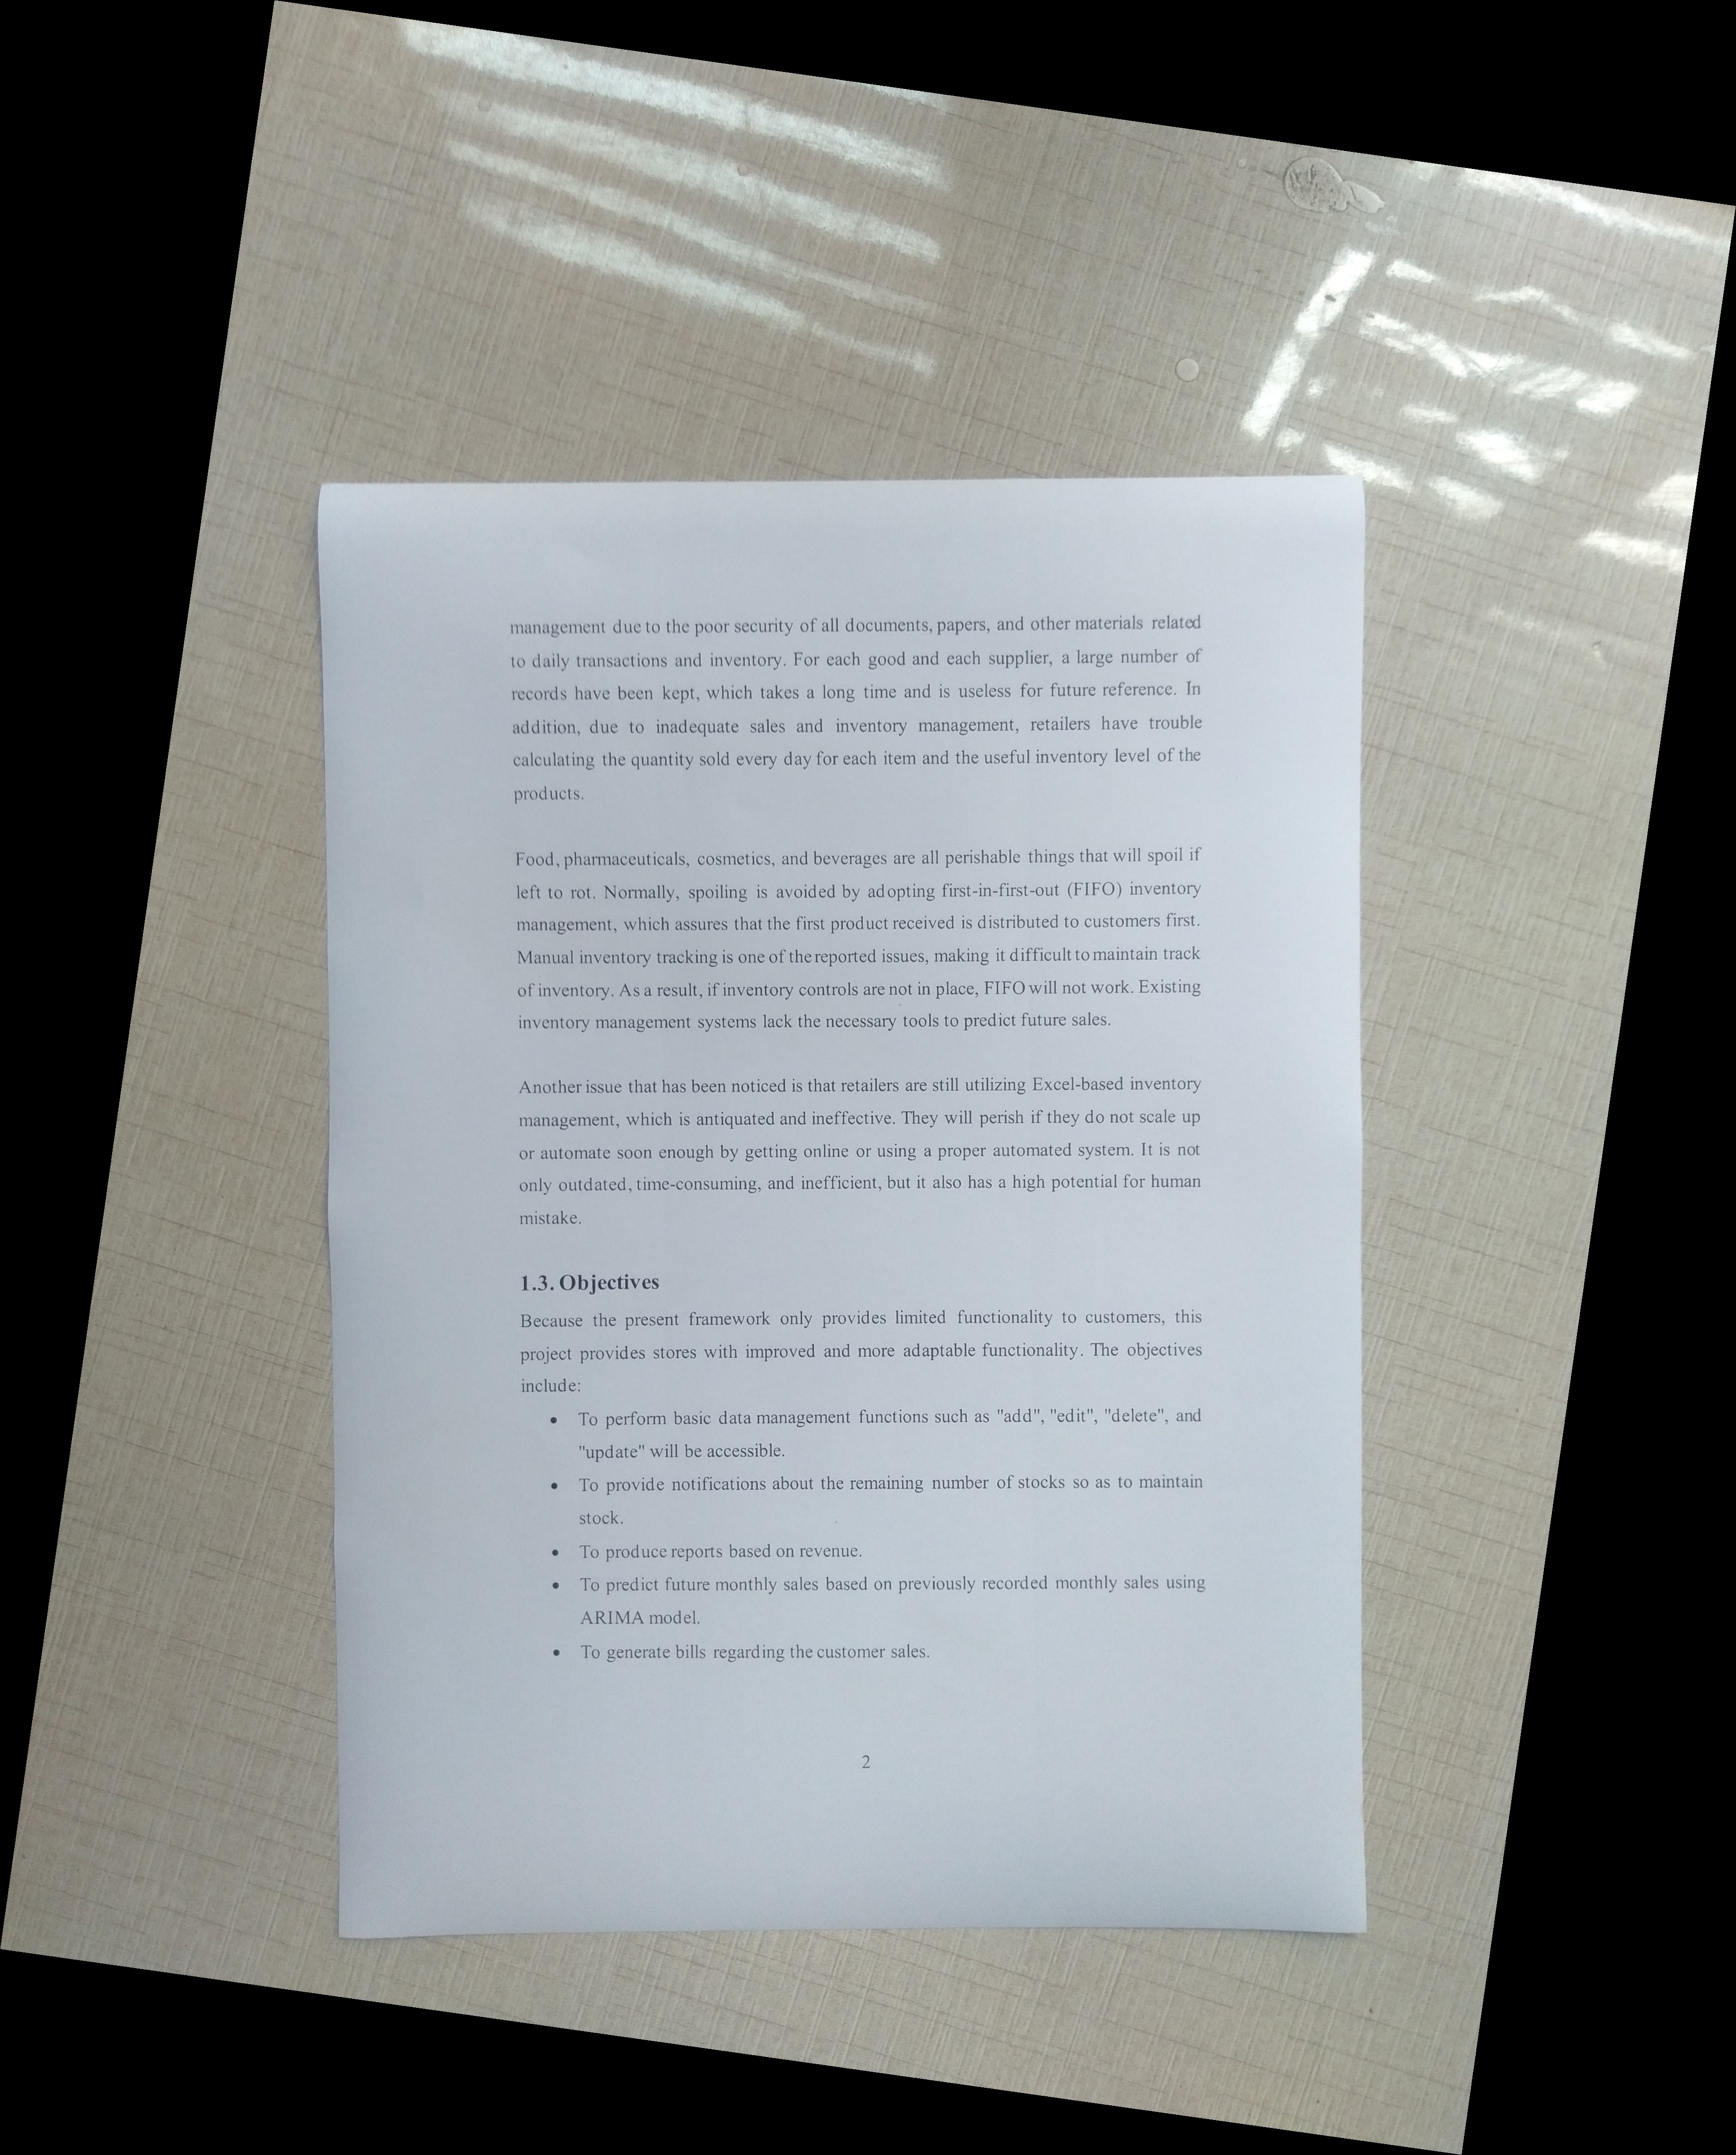 management due to the poor security of all documents, papers, and other materials related
to daily transactions and inventory. For each good and each supplier, a large number of
records have been kept, which takes a long time and is useless for future reference. In
addition, due to inadequate sales and inventory management, retailers have trouble
calculating the quantity sold every day for each item and the useful inventory level of the
products.
Food, pharmaceuticals, cosmetics, and beverages are all perishable things that will spoil if
left to rot. Normally, spoiling is avoided by adopting first-in-first-out (FIFO) inventory
management, which assures that the first product received is distributed to customers first.
Manual inventory tracking is one of the reported issues, making it difficult to maintain track
of inventory. As a result, if inventory controls are not in place, FIFO will not work. Existing
inventory management systems lack the necessary tools to predict future sales.
Another issue that has been noticed is that retailers are still utilizing Excel-based inventory
management, which is antiquated and ineffective. They will perish if they do not scale up
or automate soon enough by getting online or using a proper automated system. It is not
only outdated, time-consuming, and inefficient, but it also has a high potential for human
mistake.
1.3. Objectives
Because the present framework only provides limited functionality to customers, this
project provides stores with improved and more adaptable functionality. The objectives
include:
• To perform basic data management functions such as "add", "edit", "delete", and
"update" will be accessible.
• To provide notifications about the remaining number of stocks so as to maintain
stock.
• To produce reports based on revenue.
• To predict future monthly sales based on previously recorded monthly sales using
ARIMA model.
• To generate bills regarding the customer sales.
2